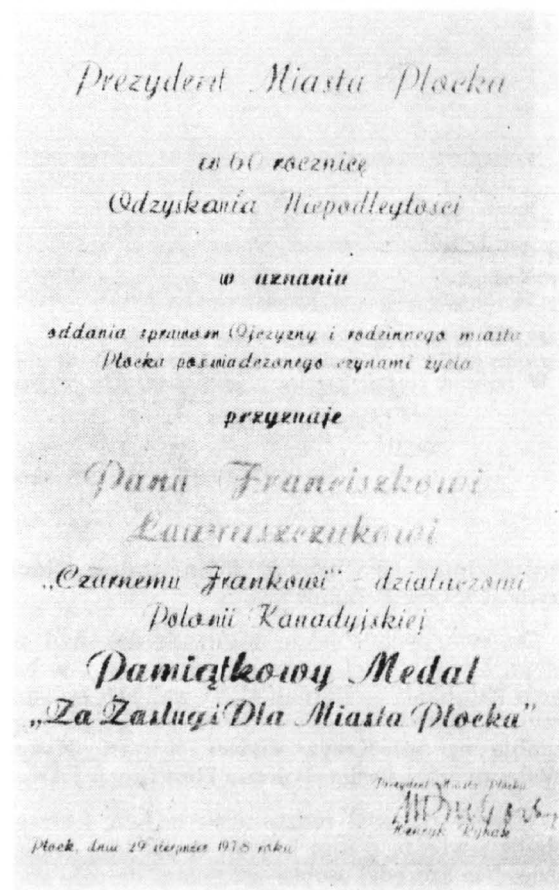 Prezydent Miasta Płocka
w 60 rocznicę
Odzyskania Niepodległości
w uznaniu
oddania sprawom Ojczyzny i rodzinnego miasta
Płocka poświadczonego czynami życia
przyznaje
Panu Franciszkowi
Ławruszczukowi
„Czarnemu Frankowi" – działaczowi
Polonii Kanadyjskiej
Pamiątkowy Medal
„Za Zasługi Dla Miasta Płocka"
Prezydent Miasta Płocka
Henryk Rybak
Płock, dnia 29 sierpnia 1978 roku